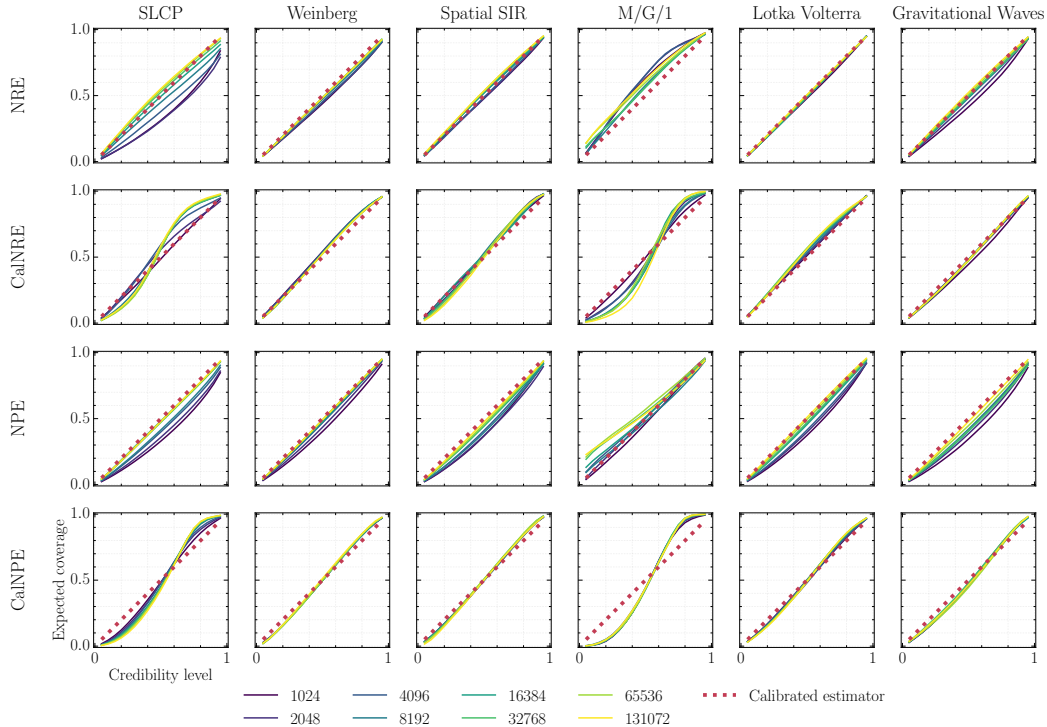 SLCP Weinberg Spatial SIR M/G/1 Lotka Volterra Gravitational Waves
NRE
1.0
0.5
0.0
CalNRE
1.0
0.5
0.0
NPE
1.0
0.5
0.0
CalNPE
Expected coverage
1.0
0.5
0.0
0 1 0 1 0 1 0 1 0 1 0 1
Credibility level
1024 4096 16384 65536 Calibrated estimator
2048 8192 32768 131072